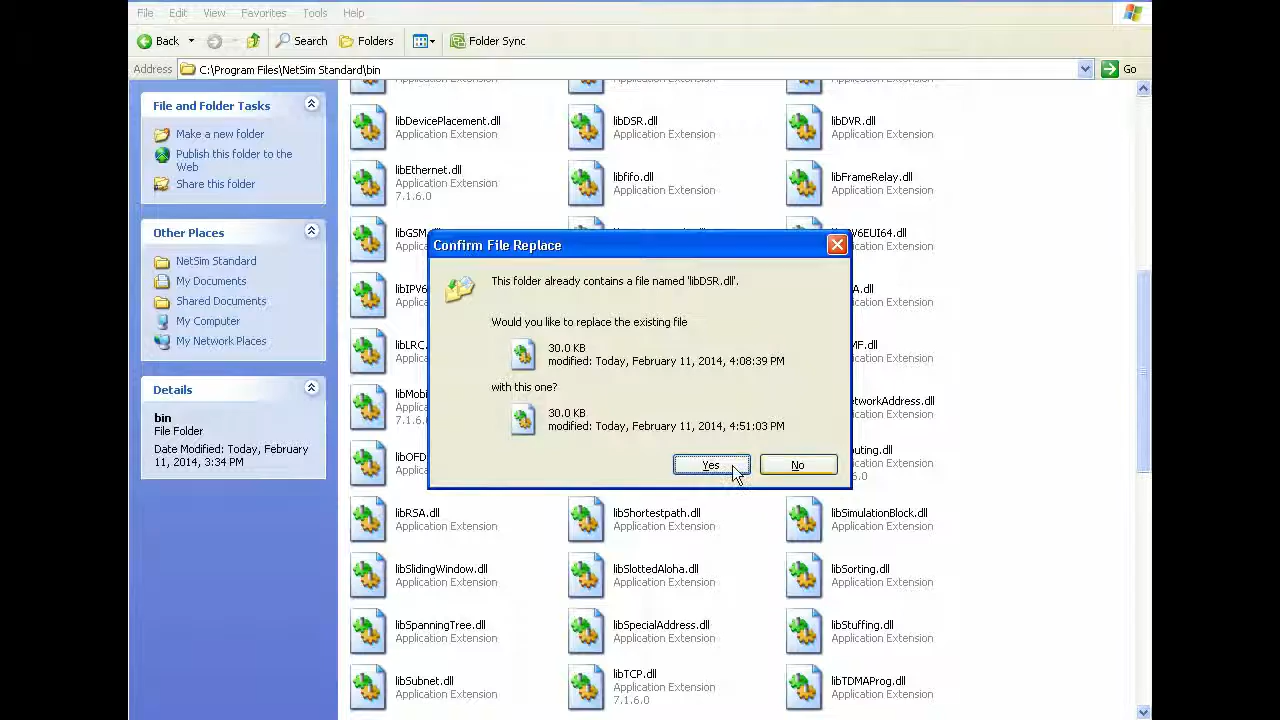 File Edit View Favorites Tools Help
Back Search Folders Folder Sync
Address C:\Program Files\NetSim Standard\bin Go
File and Folder Tasks
Make a new folder
Publish this folder to the
Web
Share this folder
Other Places
NetSim Standard
My Documents
Shared Documents
My Computer
My Network Places
Details
bin
File Folder
Date Modified: Today, February
11, 2014, 3:34 PM
libDevicePlacement.dll
Application Extension
libDSR.dll
Application Extension
libDVR.dll
Application Extension
libEthernet.dll
Application Extension
7.1.6.0
libfifo.dll
Application Extension
libFrameRelay.dll
Application Extension
Confirm File Replace
This folder already contains a file named 'libDSR.dll'.
Would you like to replace the existing file
30.0 KB
modified: Today, February 11, 2014, 4:08:39 PM
with this one?
30.0 KB
modified: Today, February 11, 2014, 4:51:03 PM
Yes
No
libRSA.dll
Application Extension
libShortestpath.dll
Application Extension
libSimulationBlock.dll
Application Extension
libSlidingWindow.dll
Application Extension
libSlottedAloha.dll
Application Extension
libSorting.dll
Application Extension
libSpanningTree.dll
Application Extension
libSpecialAddress.dll
Application Extension
libStuffing.dll
Application Extension
libSubnet.dll
Application Extension
libTCP.dll
Application Extension
7.1.6.0
libTDMAProg.dll
Application Extension